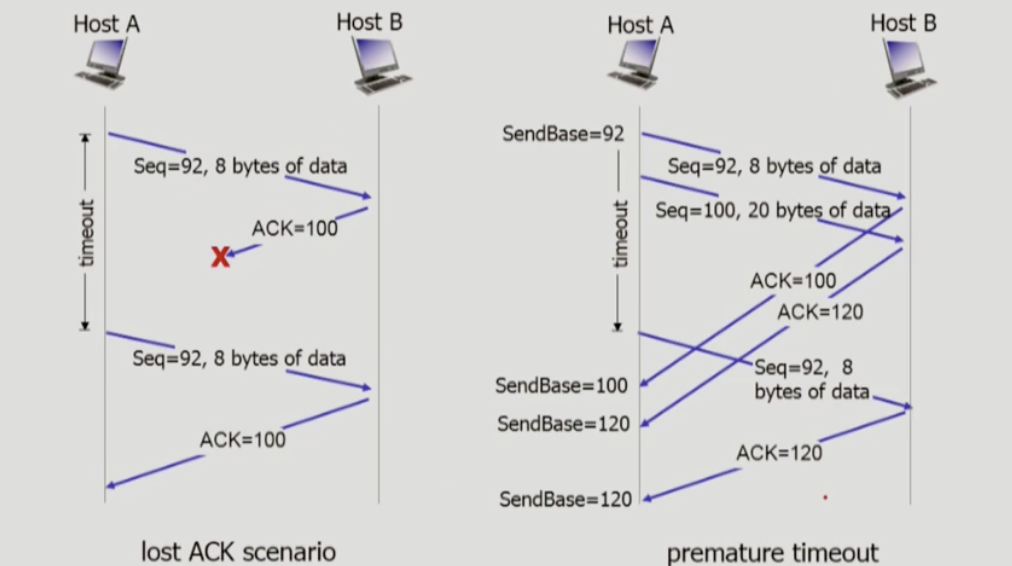 Host A
Host B
Seq=92, 8 bytes of data
ACK=100
X
timeout
Seq=92, 8 bytes of data
ACK=100
lost ACK scenario
Host A
Host B
SendBase=92
Seq=92, 8 bytes of data
Seq=100, 20 bytes of data
timeout
ACK=100
ACK=120
Seq=92, 8
bytes of data
SendBase=100
SendBase=120
ACK=120
SendBase=120
premature timeout